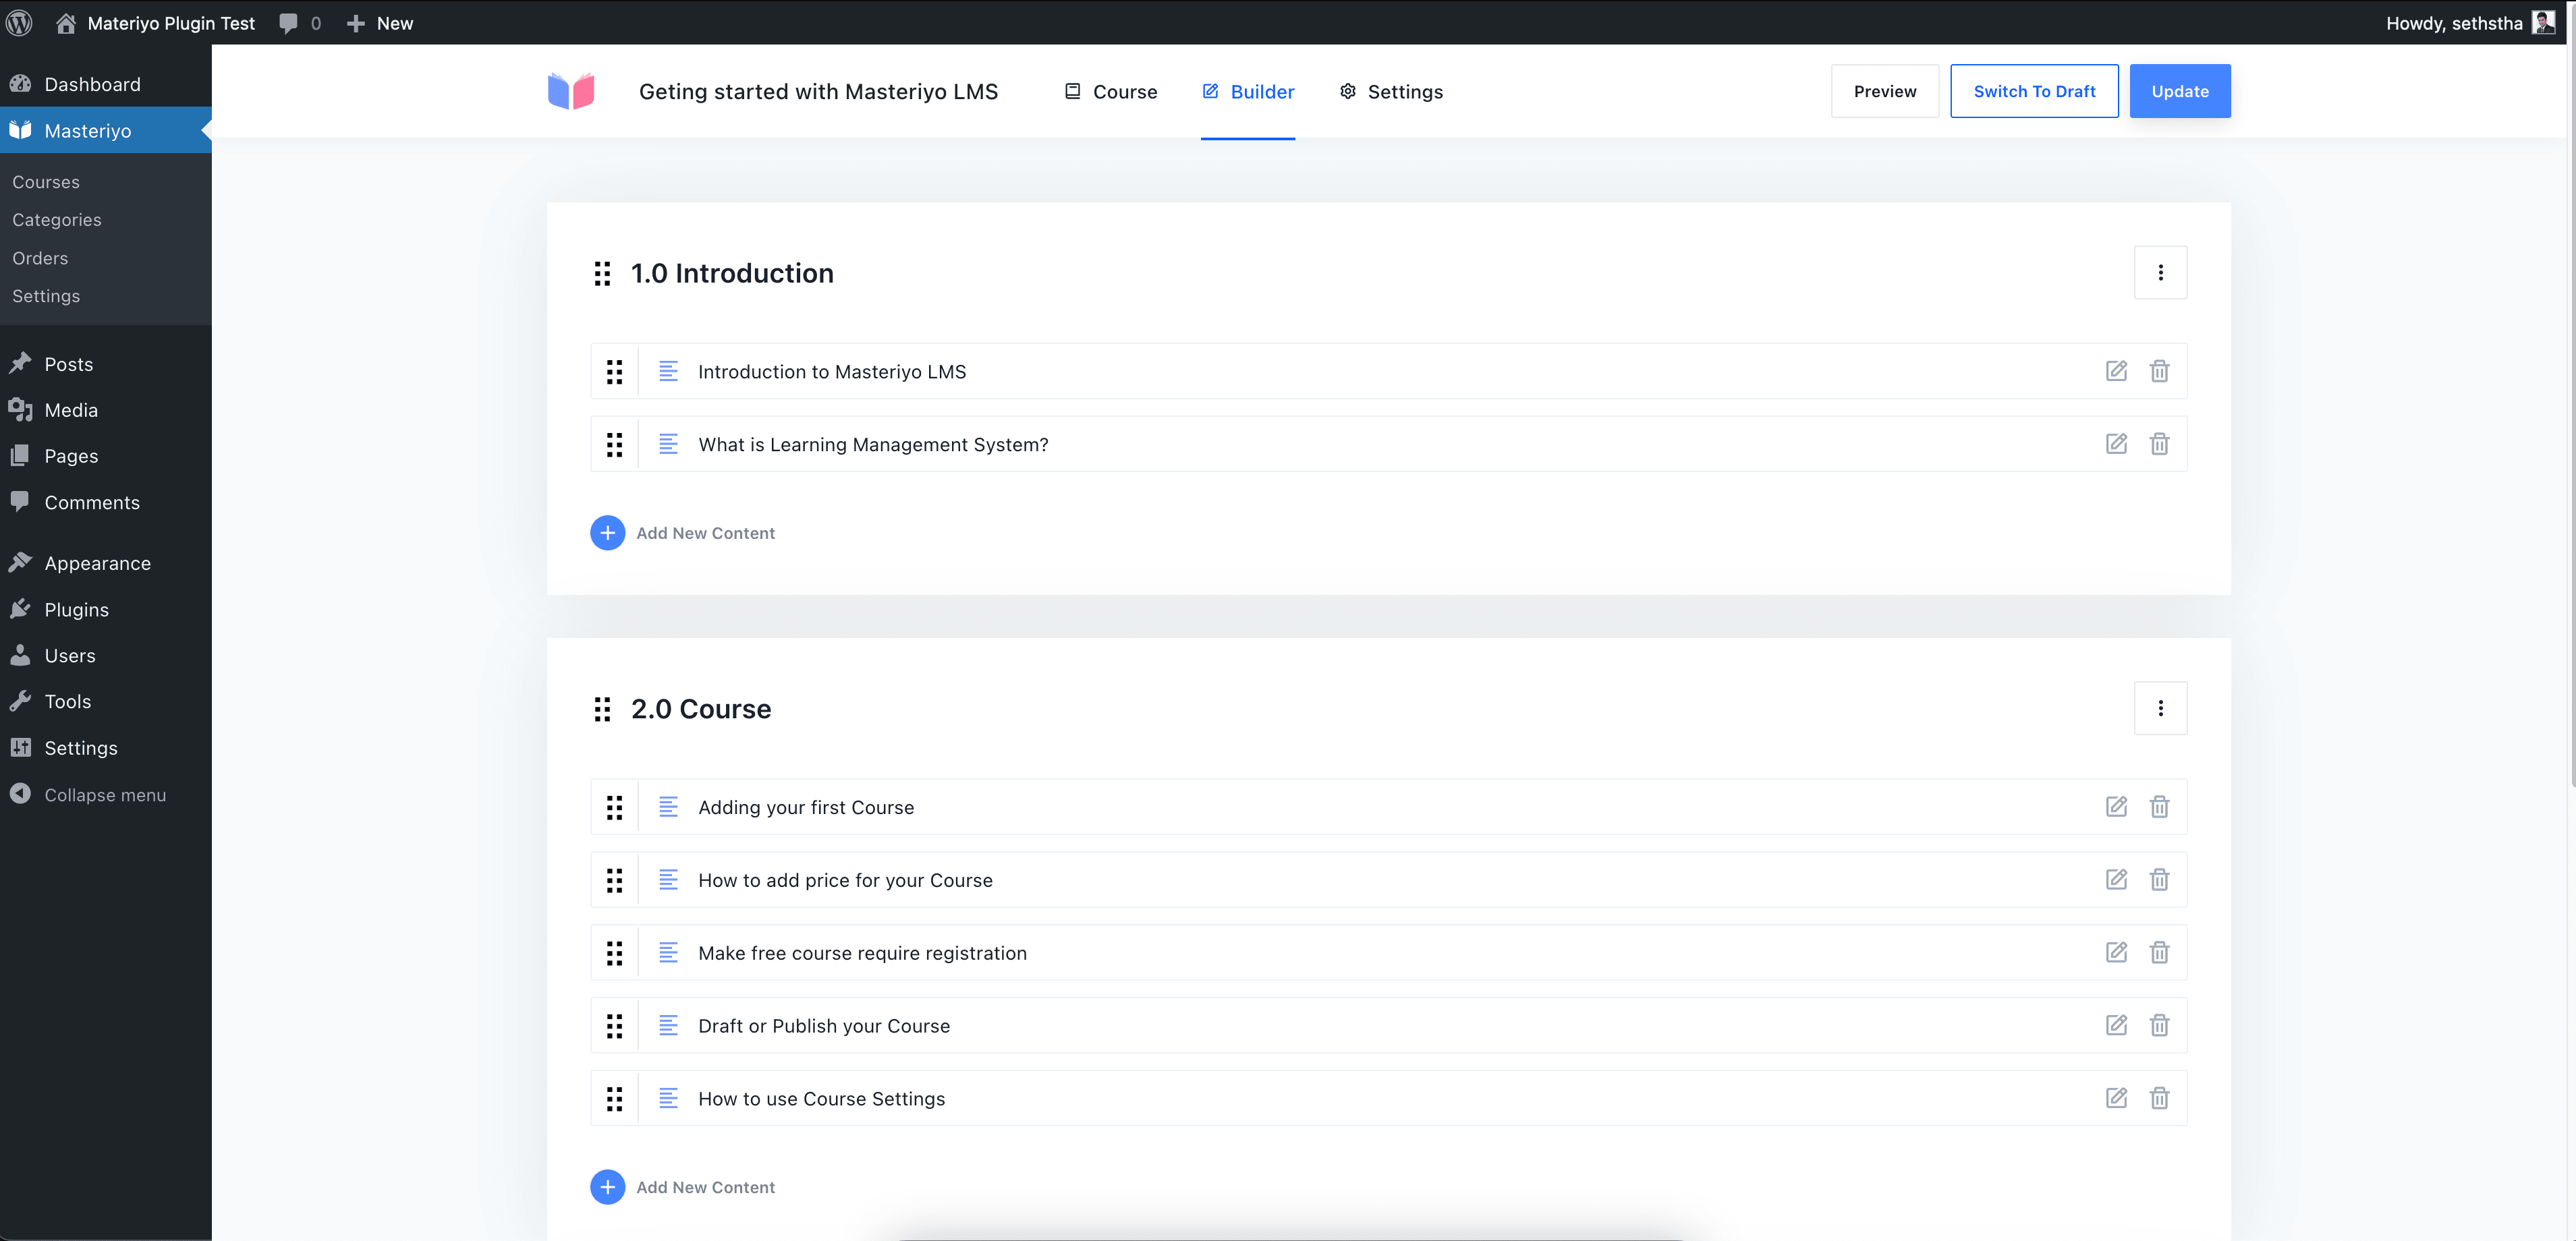 Materiyo Plugin Test 0 New Howdy, sethstha
Dashboard
Masteriyo
Courses
Categories
Orders
Settings
Posts
Media
Pages
Comments
Appearance
Plugins
Users
Tools
Settings
Collapse menu
Geting started with Masteriyo LMS Course Builder Settings Preview Switch To Draft Update
1.0 Introduction
Introduction to Masteriyo LMS
What is Learning Management System?
Add New Content
2.0 Course
Adding your first Course
How to add price for your Course
Make free course require registration
Draft or Publish your Course
How to use Course Settings
Add New Content